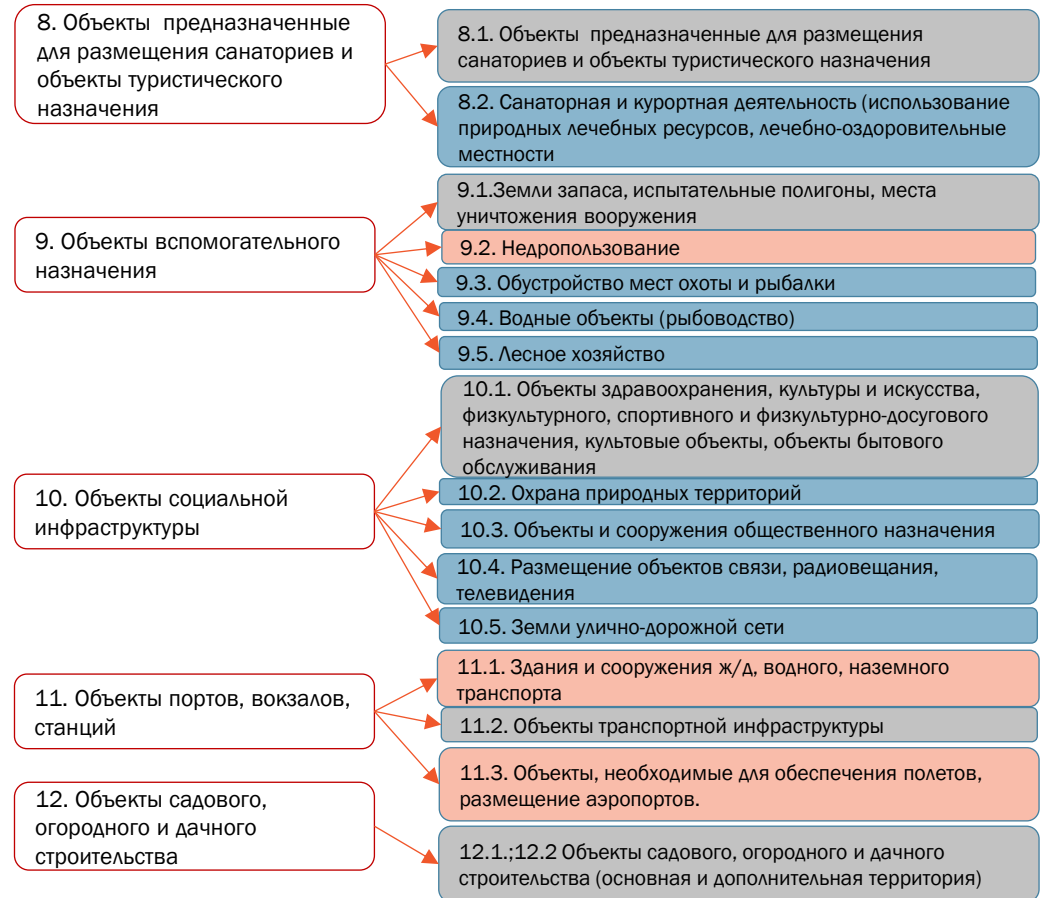 8. Объекты  предназначенные
для размещения санаториев и
объекты туристического
назначения
8.1. Объекты  предназначенные для размещения
санаториев и объекты туристического назначения
8.2. Санаторная и курортная деятельность (использование
природных лечебных ресурсов, лечебно-оздоровительные
местности
9. Объекты вспомогательного
назначения
9.1.Земли запаса, испытательные полигоны, места
уничтожения вооружения
9.2. Недропользование
9.3. Обустройство мест охоты и рыбалки
9.4. Водные объекты (рыбоводство)
9.5. Лесное хозяйство
10. Объекты социальной
инфраструктуры
10.1. Объекты здравоохранения, культуры и искусства,
физкультурного, спортивного и физкультурно-досугового
назначения, культовые объекты, объекты бытового
обслуживания
10.2. Охрана природных территорий
10.3. Объекты и сооружения общественного назначения
10.4. Размещение объектов связи, радиовещания,
телевидения
10.5. Земли улично-дорожной сети
11. Объекты портов, вокзалов,
станций
11.1. Здания и сооружения ж/д, водного, наземного
транспорта
11.2. Объекты транспортной инфраструктуры
11.3. Объекты, необходимые для обеспечения полетов,
размещение аэропортов.
12. Объекты садового,
огородного и дачного
строительства
12.1.;12.2 Объекты садового, огородного и дачного
строительства (основная и дополнительная территория)